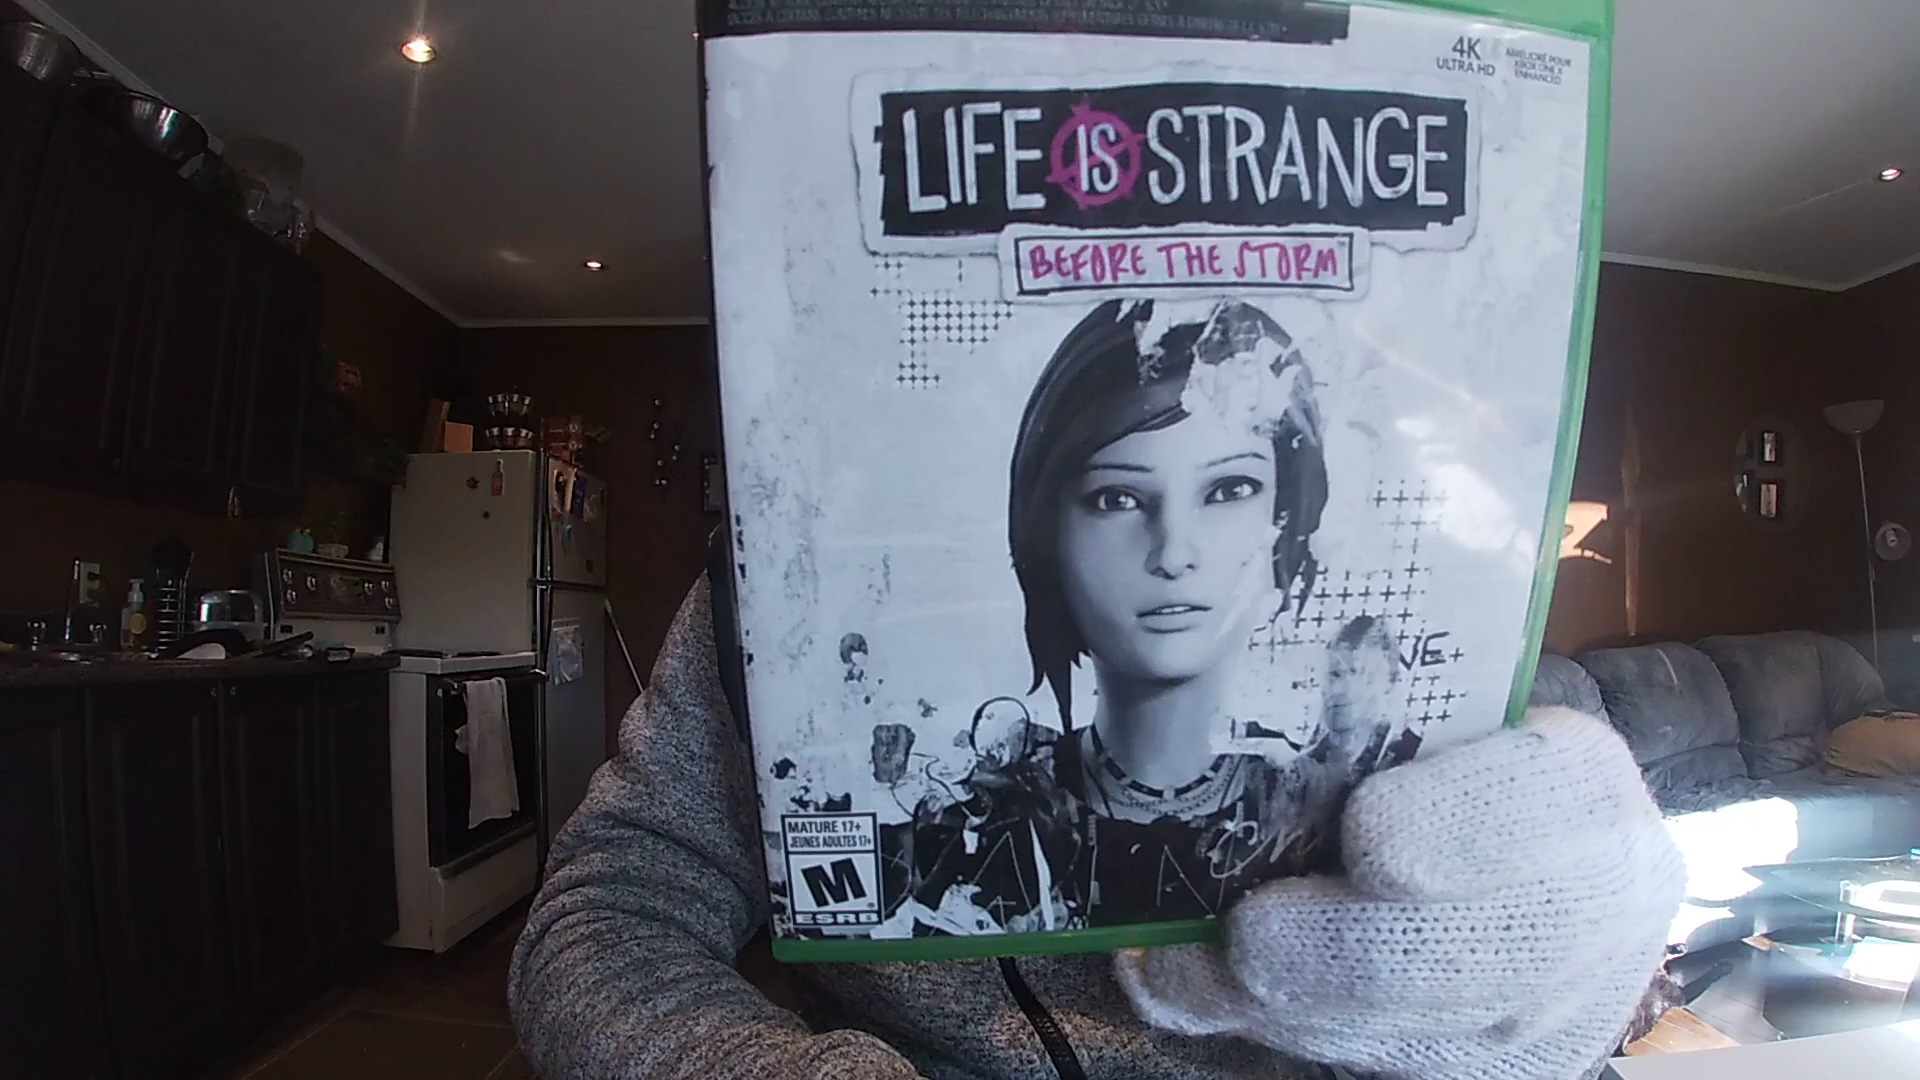 4K
ULTRA HD
AMÉLIORÉ POUR
XBOX ONE X
ENHANCED
LIFE IS STRANGE
BEFORE THE STORM™
MATURE 17+
JEUNES ADULTES 17+
M
ESRB